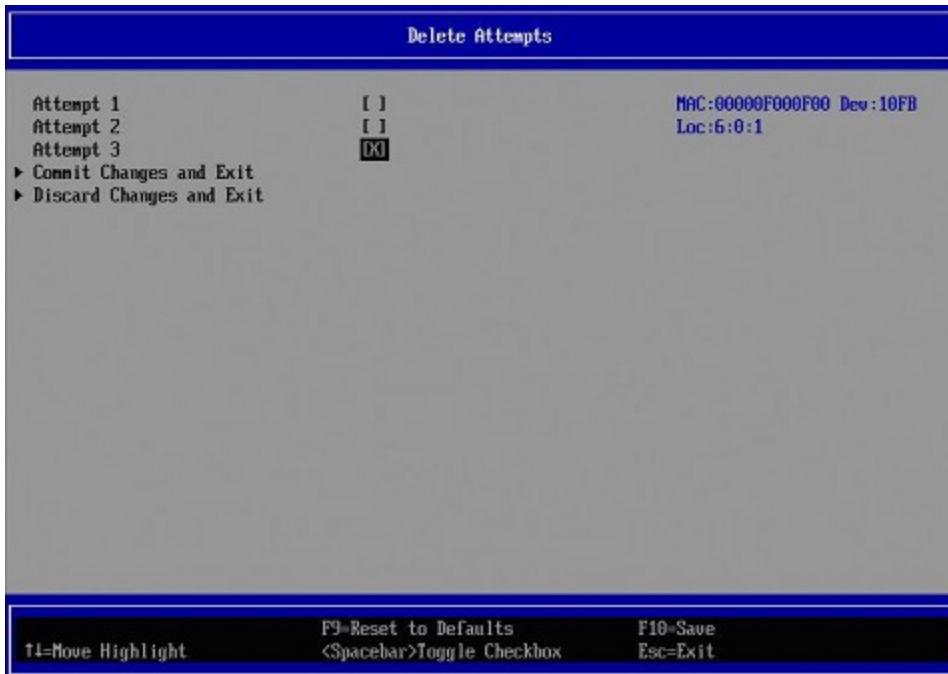 Delete Attempts
Attempt 1 [ ] MAC:00000F000F00 Dev:10FB
Attempt 2 [ ] Loc:6:0:1
Attempt 3 [X]
▶ Commit Changes and Exit
▶ Discard Changes and Exit
F9=Reset to Defaults F10=Save
↑↓=Move Highlight <Spacebar>Toggle Checkbox Esc=Exit